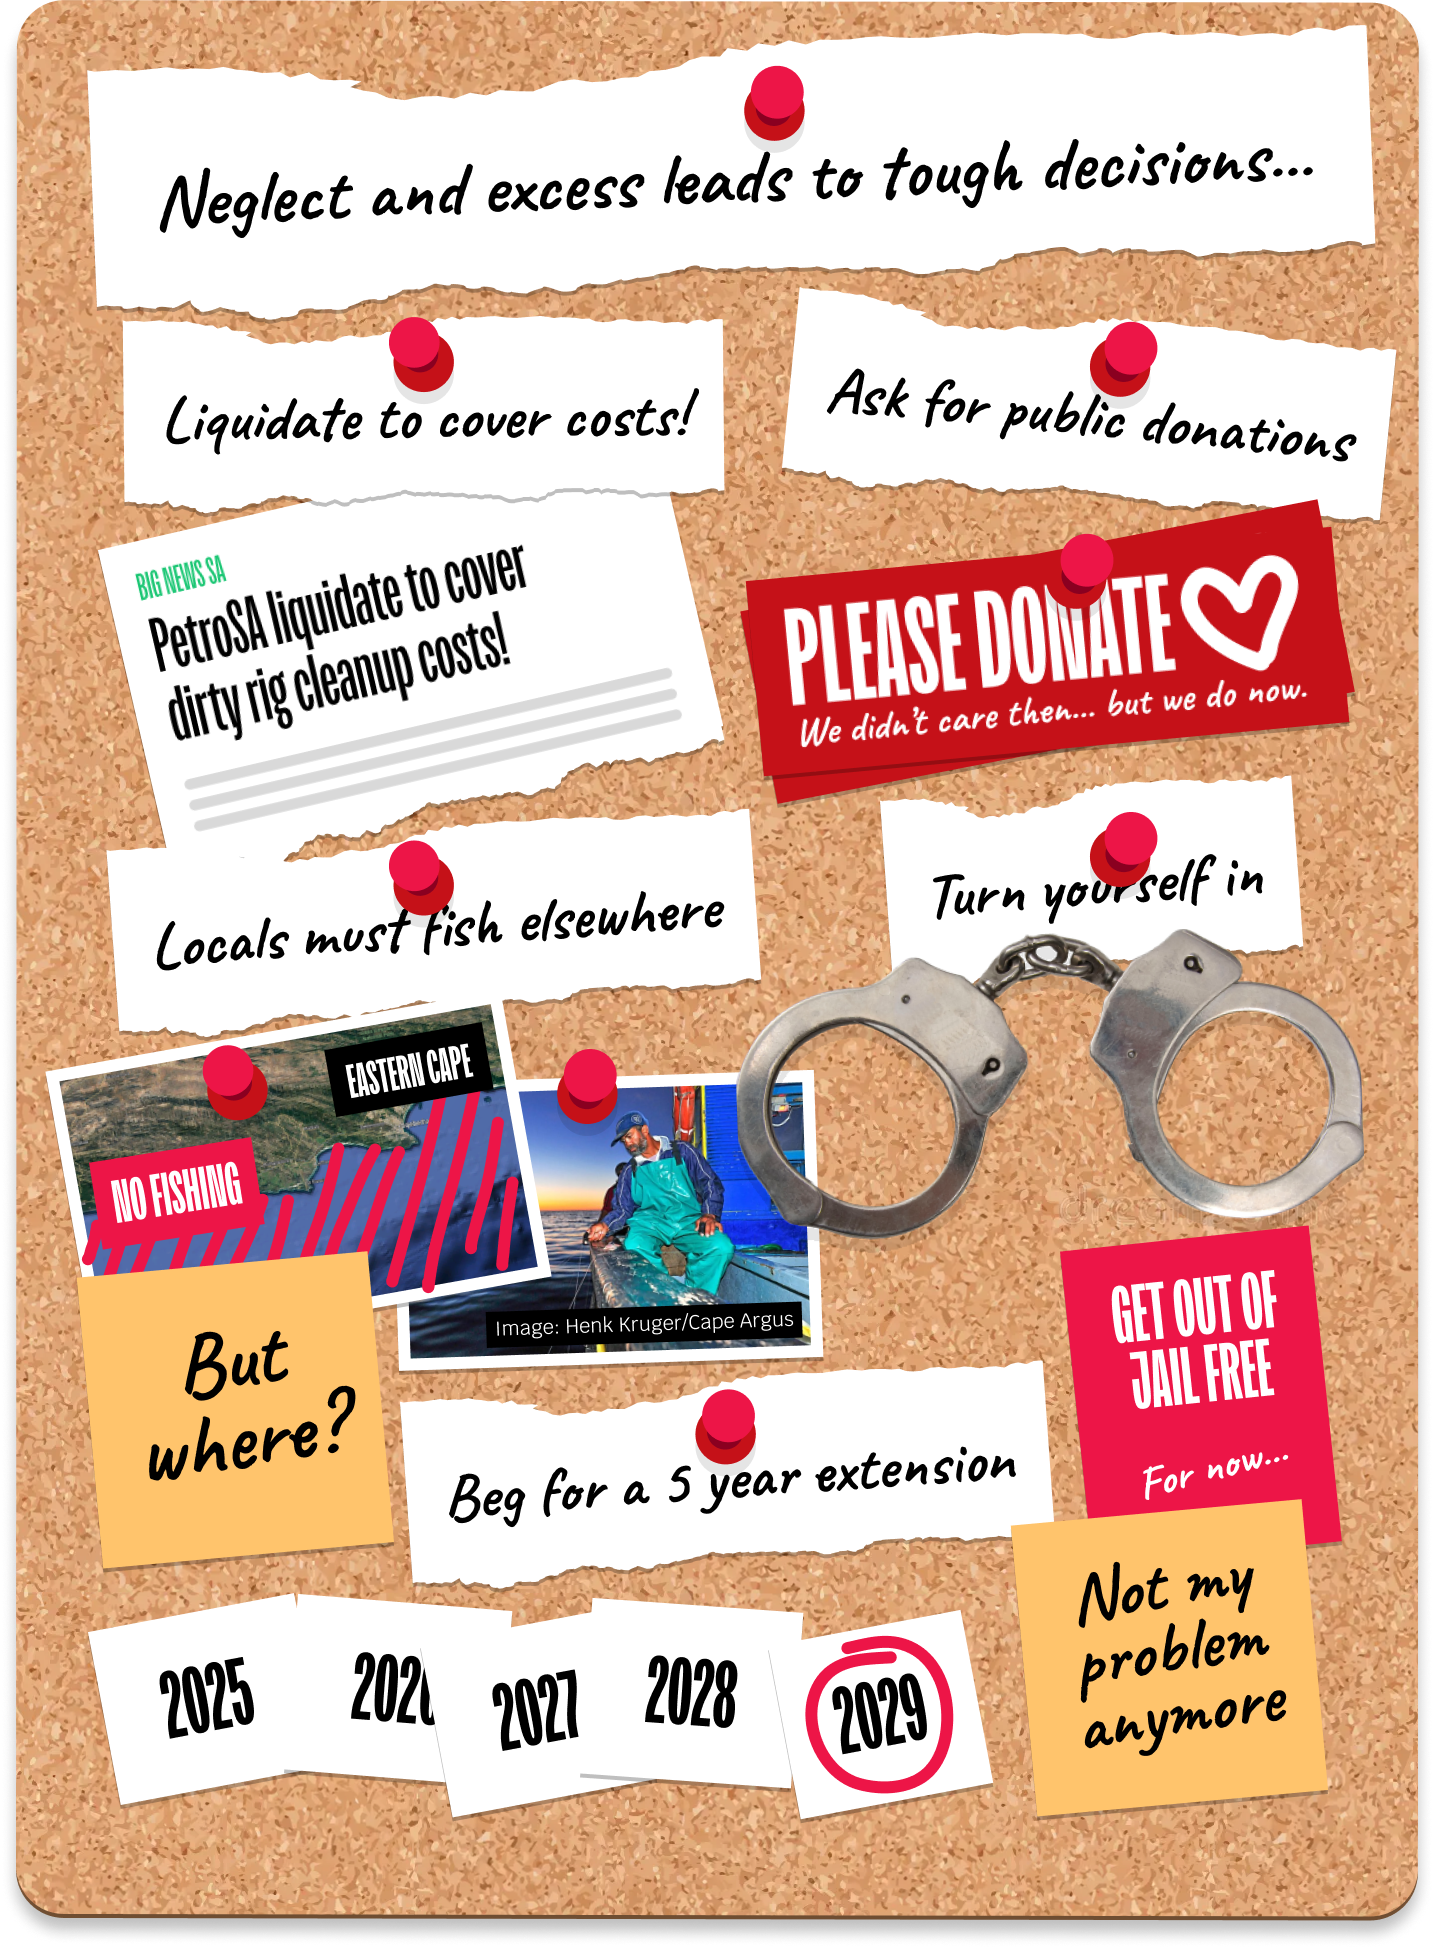 Neglect and excess leads to tough decisions...
Liquidate to cover costs!
Ask for public donations
BIG NEWS SA
PetroSA liquidate to cover
dirty rig cleanup costs!
PLEASE DONATE
We didn't care then... but we do now.
Locals must fish elsewhere
Turn yourself in
EASTERN CAPE
NO FISHING
Image: Henk Kruger/Cape Argus
But
where?
GET OUT OF
JAIL FREE
For now...
Beg for a 5 year extension
Not my
problem
anymore
2025
2026
2027
2028
2029